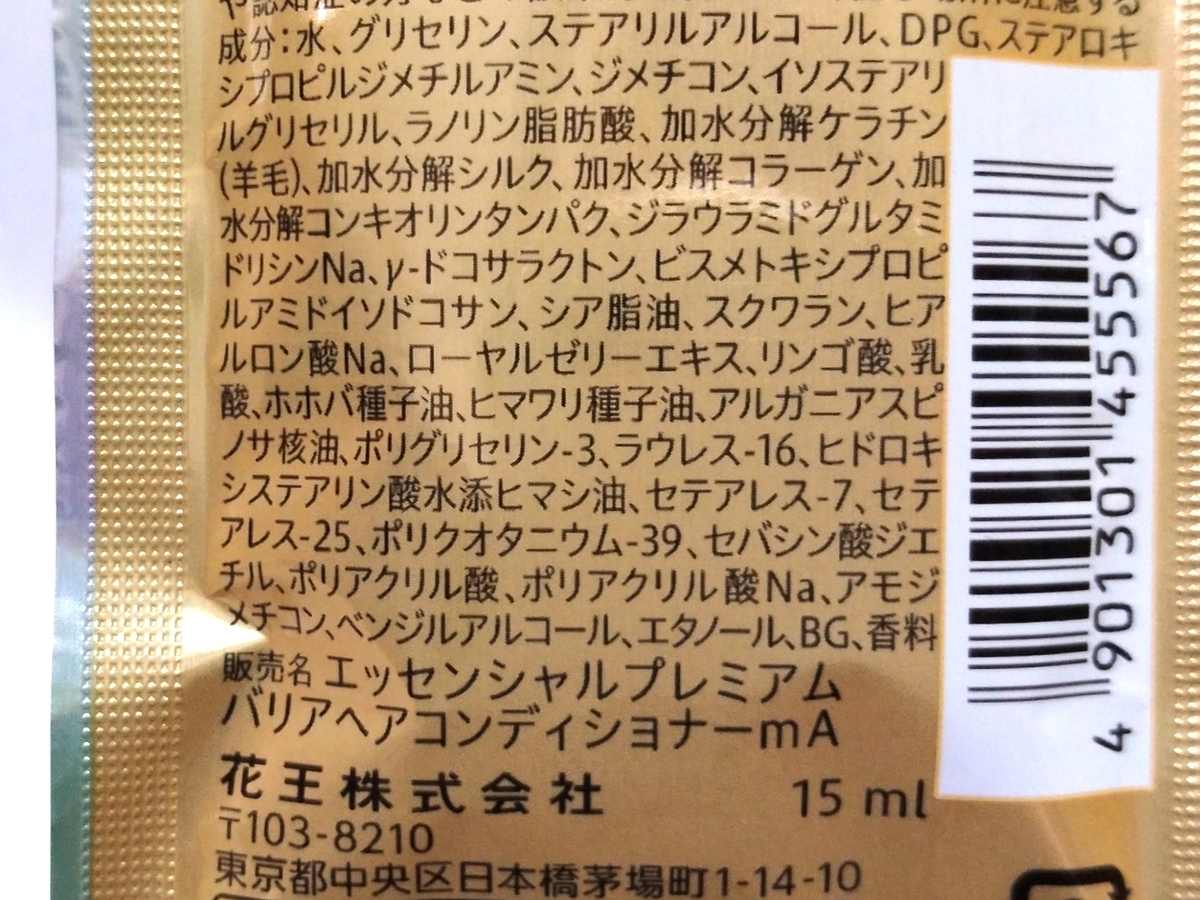 や認知症の方などの
に注意する
成分:水、グリセリン、ステアリルアルコール、DPG、ステアロキ
シプロピルジメチルアミン、ジメチコン、イソステアリ
ルグリセリル、ラノリン脂肪酸、加水分解ケラチン
(羊毛)、加水分解シルク、加水分解コラーゲン、加
水分解コンキオリンタンパク、ジラウラミドグルタミ
ドリシンNa、γ-ドコサラクトン、ビスメトキシプロピ
ルアミドイソドコサン、シア脂油、スクワラン、ヒア
ルロン酸Na、ローヤルゼリーエキス、リンゴ酸、乳
酸、ホホバ種子油、ヒマワリ種子油、アルガニアスピ
ノサ核油、ポリグリセリン-3、ラウレス-16、ヒドロキ
システアリン酸水添ヒマシ油、セテアレス-7、セテ
アレス-25、ポリクオタニウム-39、セバシン酸ジエ
チル、ポリアクリル酸、ポリアクリル酸Na、アモジ
メチコン、ベンジルアルコール、エタノール、BG、香料
販売名 エッセンシャルプレミアム
バリアヘアコンディショナーmA
花王株式会社 15 ml
〒103-8210
東京都中央区日本橋茅場町1-14-10
4 901301 455567